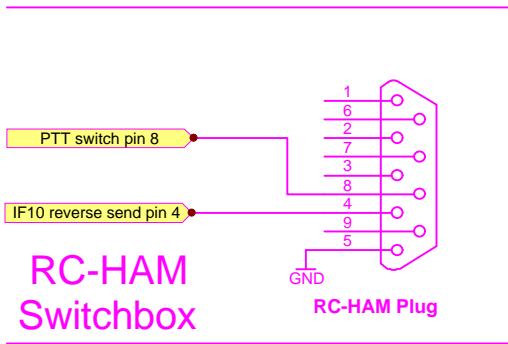 1
6
2
PTT switch pin 8
7
3
8
IF10 reverse send pin 4
4
9
5
GND
RC-HAM
Switchbox
RC-HAM Plug